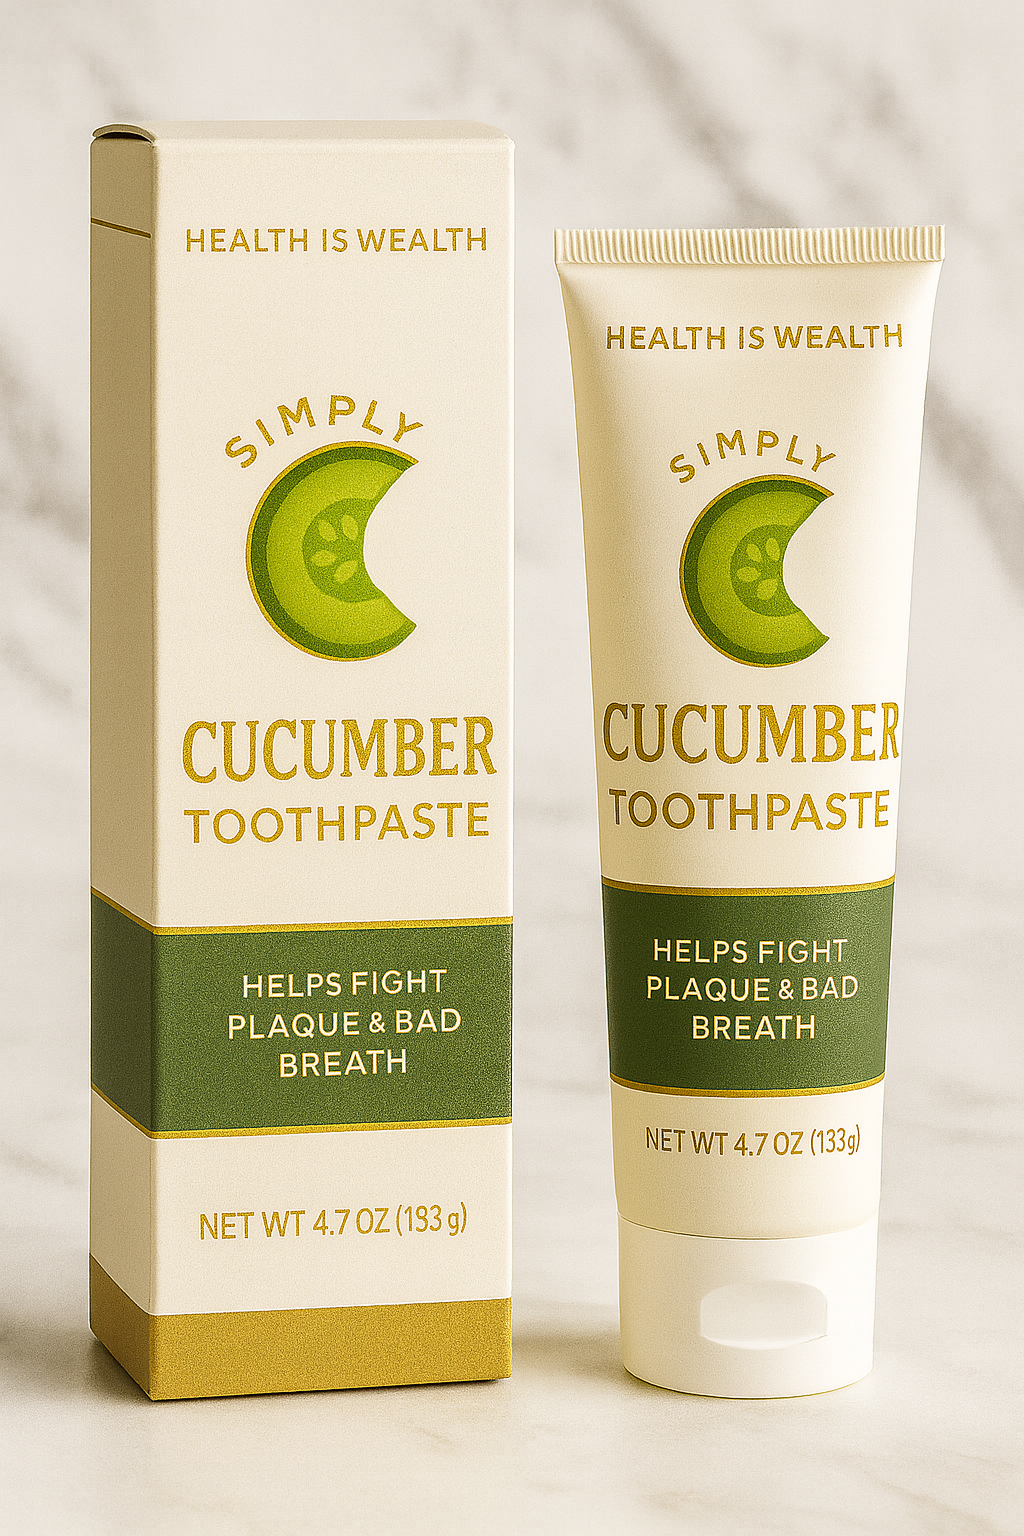 HEALTH IS WEALTH
SIMPLY
CUCUMBER
TOOTHPASTE
HELPS FIGHT
PLAQUE & BAD
BREATH
NET WT 4.7 OZ (193 g)
HEALTH IS WEALTH
SIMPLY
CUCUMBER
TOOTHPASTE
HELPS FIGHT
PLAQUE & BAD
BREATH
NET WT 4.7 OZ (133g)